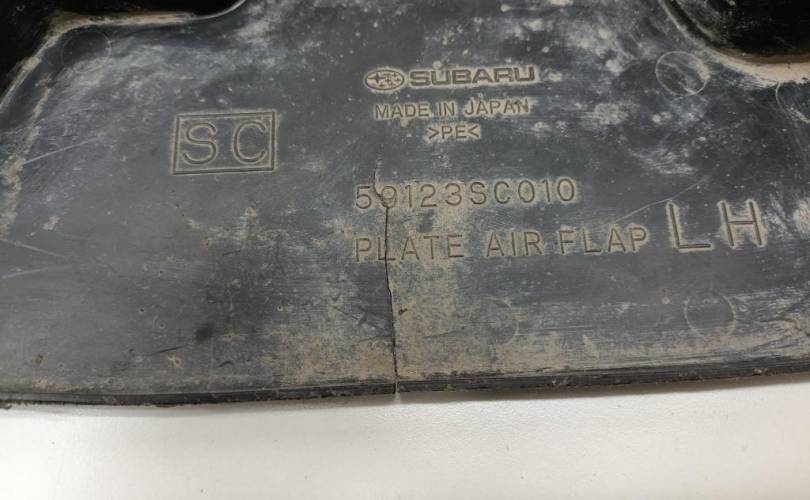 SUBARU
MADE IN JAPAN
>PE<
SC
59123SC010
PLATE AIR FLAP LH